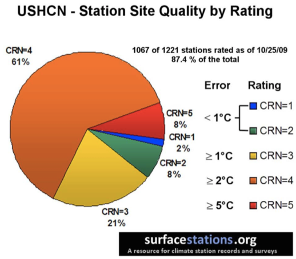 USHCN - Station Site Quality by Rating
1067 of 1221 stations rated as of 10/25/09
87.4 % of the total
CRN=4
61%
CRN=5
8%
CRN=1
2%
CRN=2
8%
CRN=3
21%
Error Rating
< 1°C CRN=1
CRN=2
≥ 1°C CRN=3
≥ 2°C CRN=4
≥ 5°C CRN=5
surfacestations.org
A resource for climate station records and surveys